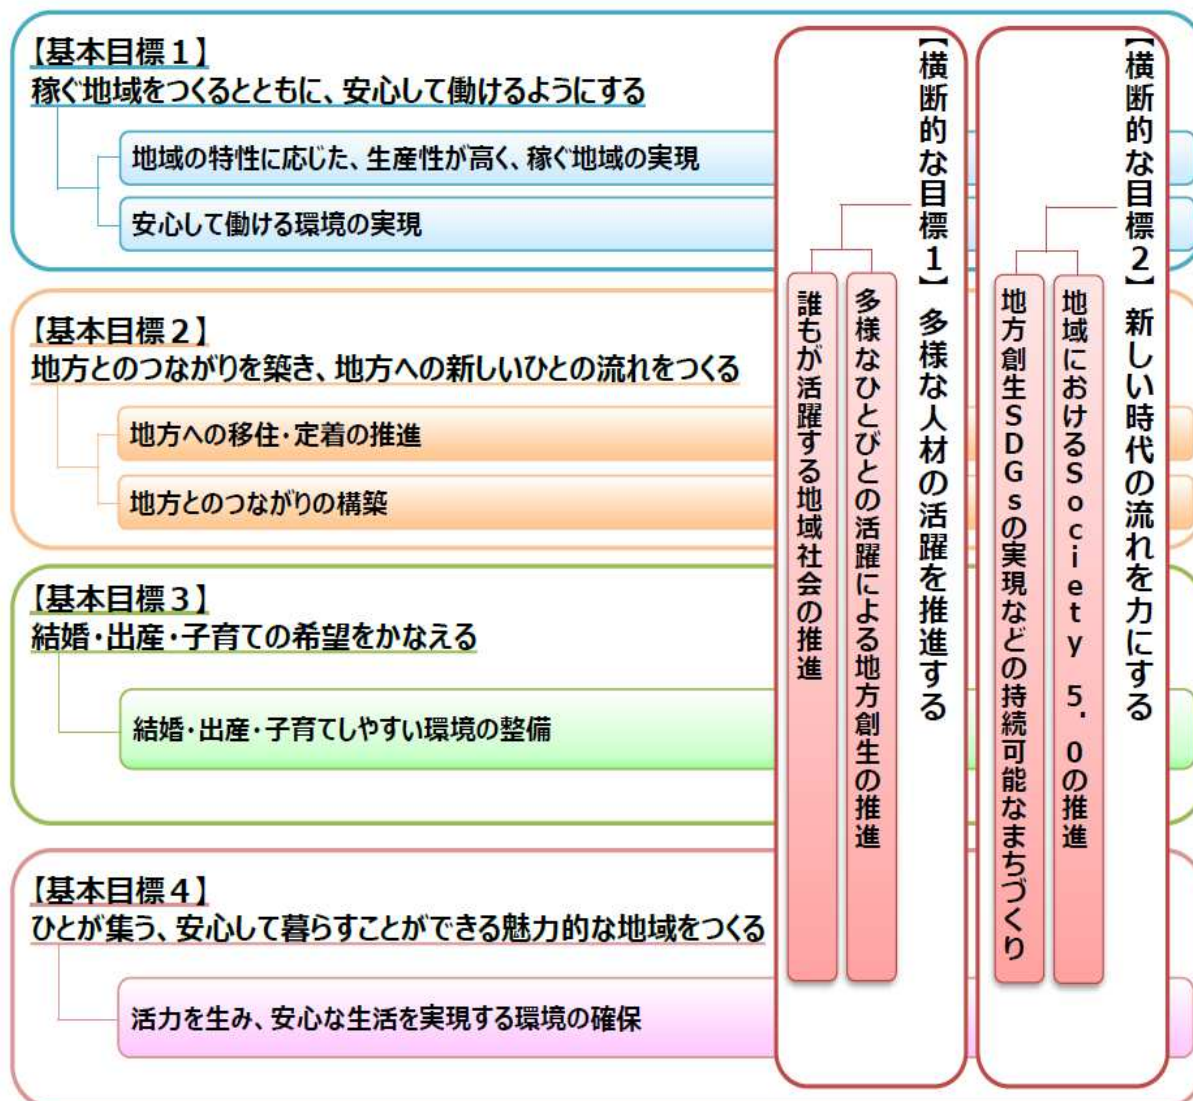 【基本目標１】
稼ぐ地域をつくるとともに、安心して働けるようにする
地域の特性に応じた、生産性が高く、稼ぐ地域の実現
安心して働ける環境の実現
【基本目標２】
地方とのつながりを築き、地方への新しいひとの流れをつくる
地方への移住・定着の推進
地方とのつながりの構築
【基本目標３】
結婚・出産・子育ての希望をかなえる
結婚・出産・子育てしやすい環境の整備
【基本目標４】
ひとが集う、安心して暮らすことができる魅力的な地域をつくる
活力を生み、安心な生活を実現する環境の確保
【横断的な目標１】多様な人材の活躍を推進する
多様なひとびとの活躍による地方創生の推進
誰もが活躍する地域社会の推進
【横断的な目標２】新しい時代の流れを力にする
地域におけるＳｏｃｉｅｔｙ　５．０の推進
地方創生ＳＤＧｓの実現などの持続可能なまちづくり